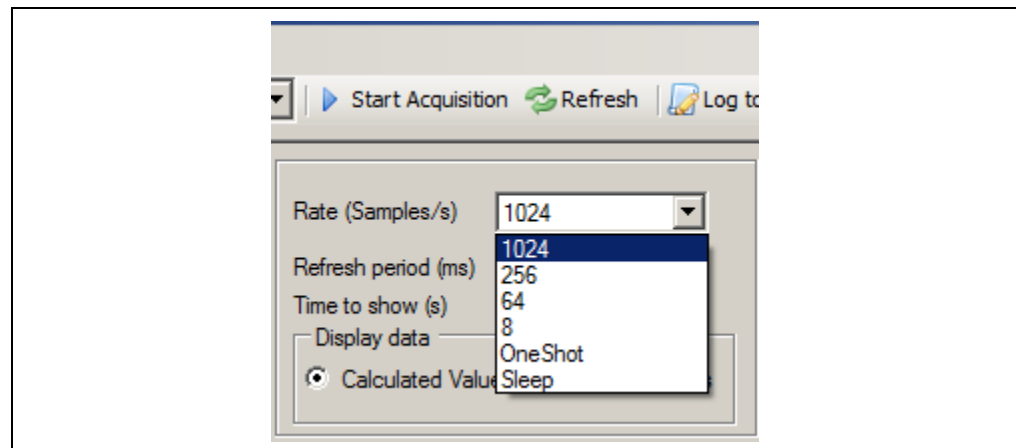 Start Acquisition Refresh Log to
Rate (Samples/s) 1024
1024
Refresh period (ms) 256
Time to show (s) 64
Display data 8
OneShot
Calculated Value Sleep